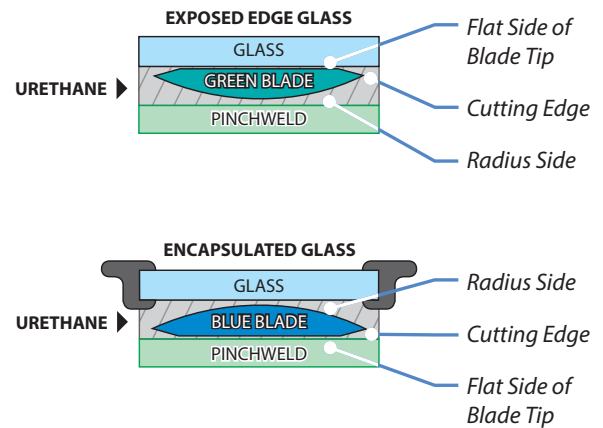 EXPOSED EDGE GLASS
Flat Side of
Blade Tip
GLASS
GREEN BLADE
URETHANE
Cutting Edge
PINCHWELD
Radius Side
ENCAPSULATED GLASS
GLASS
Radius Side
URETHANE
BLUE BLADE
Cutting Edge
PINCHWELD
Flat Side of
Blade Tip